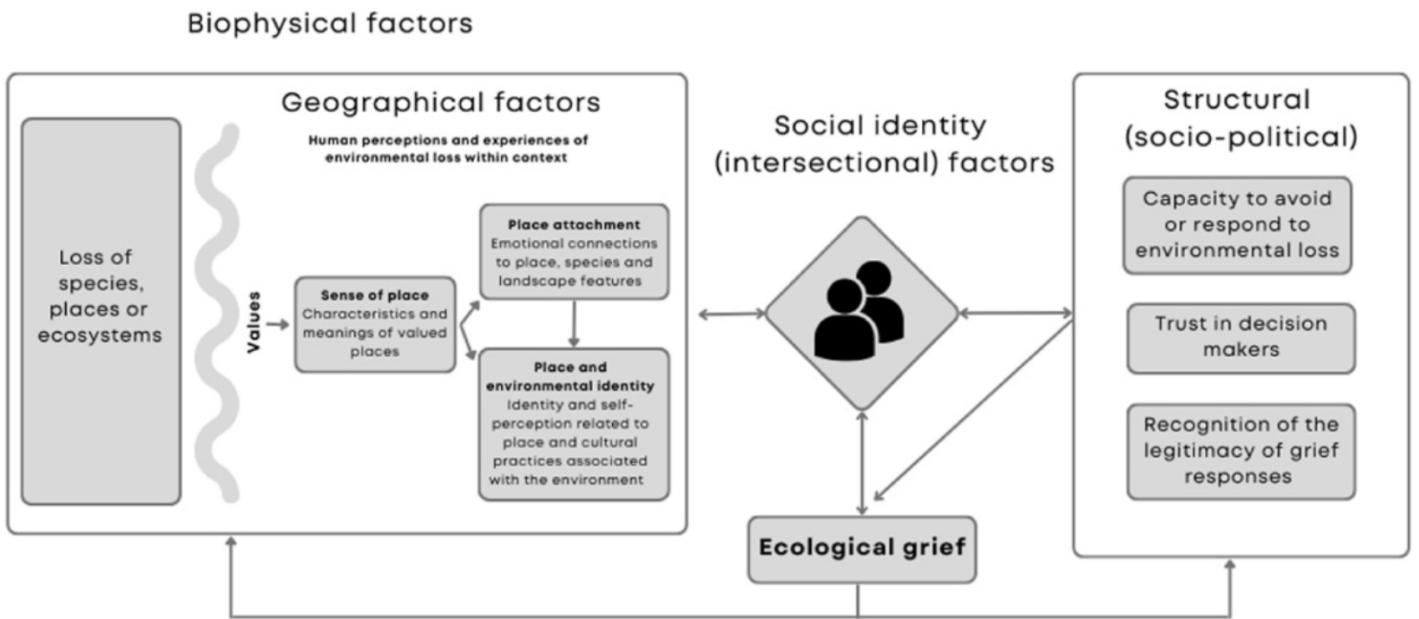 Biophysical factors
Geographical factors
Human perceptions and experiences of
environmental loss within context
Loss of
species,
places or
ecosystems
Values
Sense of place
Characteristics and
meanings of valued
places
Place attachment
Emotional connections
to place, species and
landscape features
Place and
environmental identity
Identity and self-
perception related to
place and cultural
practices associated
with the environment
Social identity
(intersectional) factors
Ecological grief
Structural
(socio-political)
Capacity to avoid
or respond to
environmental loss
Trust in decision
makers
Recognition of the
legitimacy of grief
responses